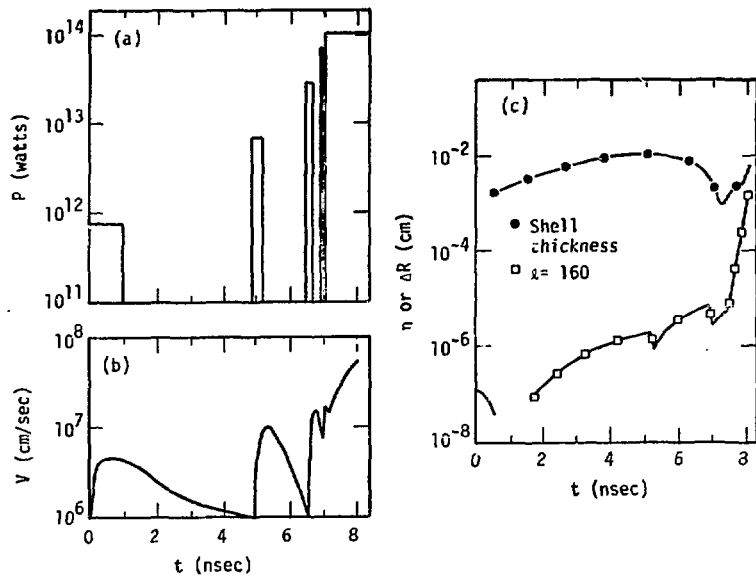 (a)
10^14
10^13
10^12
10^11
P (watts)
(b)
10^8
10^7
10^6
V (cm/sec)
0 2 4 6 8
t (nsec)
(c)
10^-2
10^-4
10^-6
10^-8
η or ΔR (cm)
Shell
thickness
ℓ= 160
0 2 4 6 8
t (nsec)